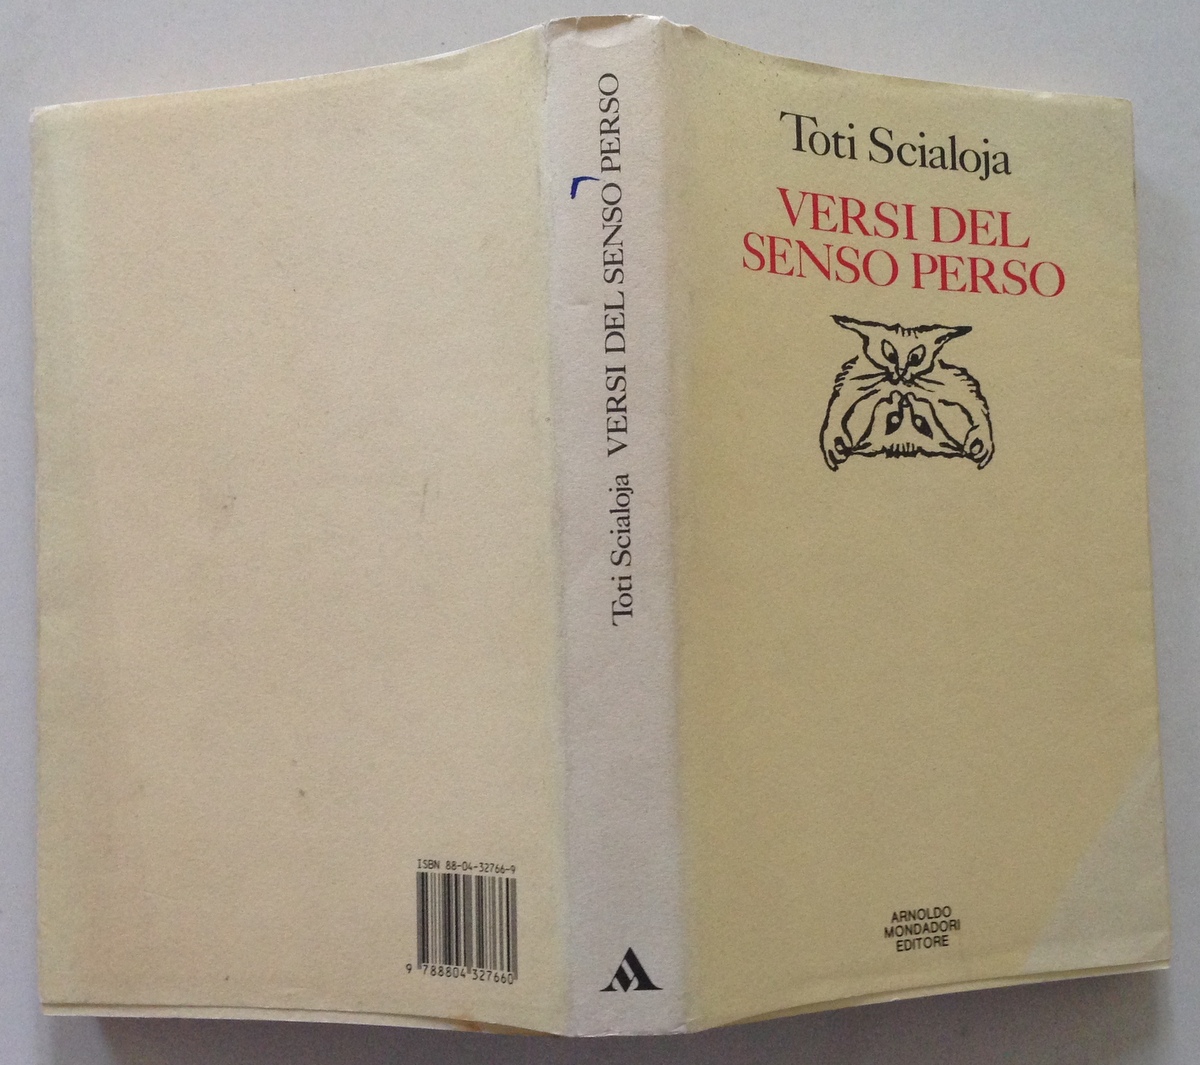 Toti Scialoja
VERSI DEL
SENSO PERSO
ARNOLDO
MONDADORI
EDITORE
Toti Scialoja VERSI DEL SENSO PERSO
ISBN 88-04-32766-9
9 788804 327660